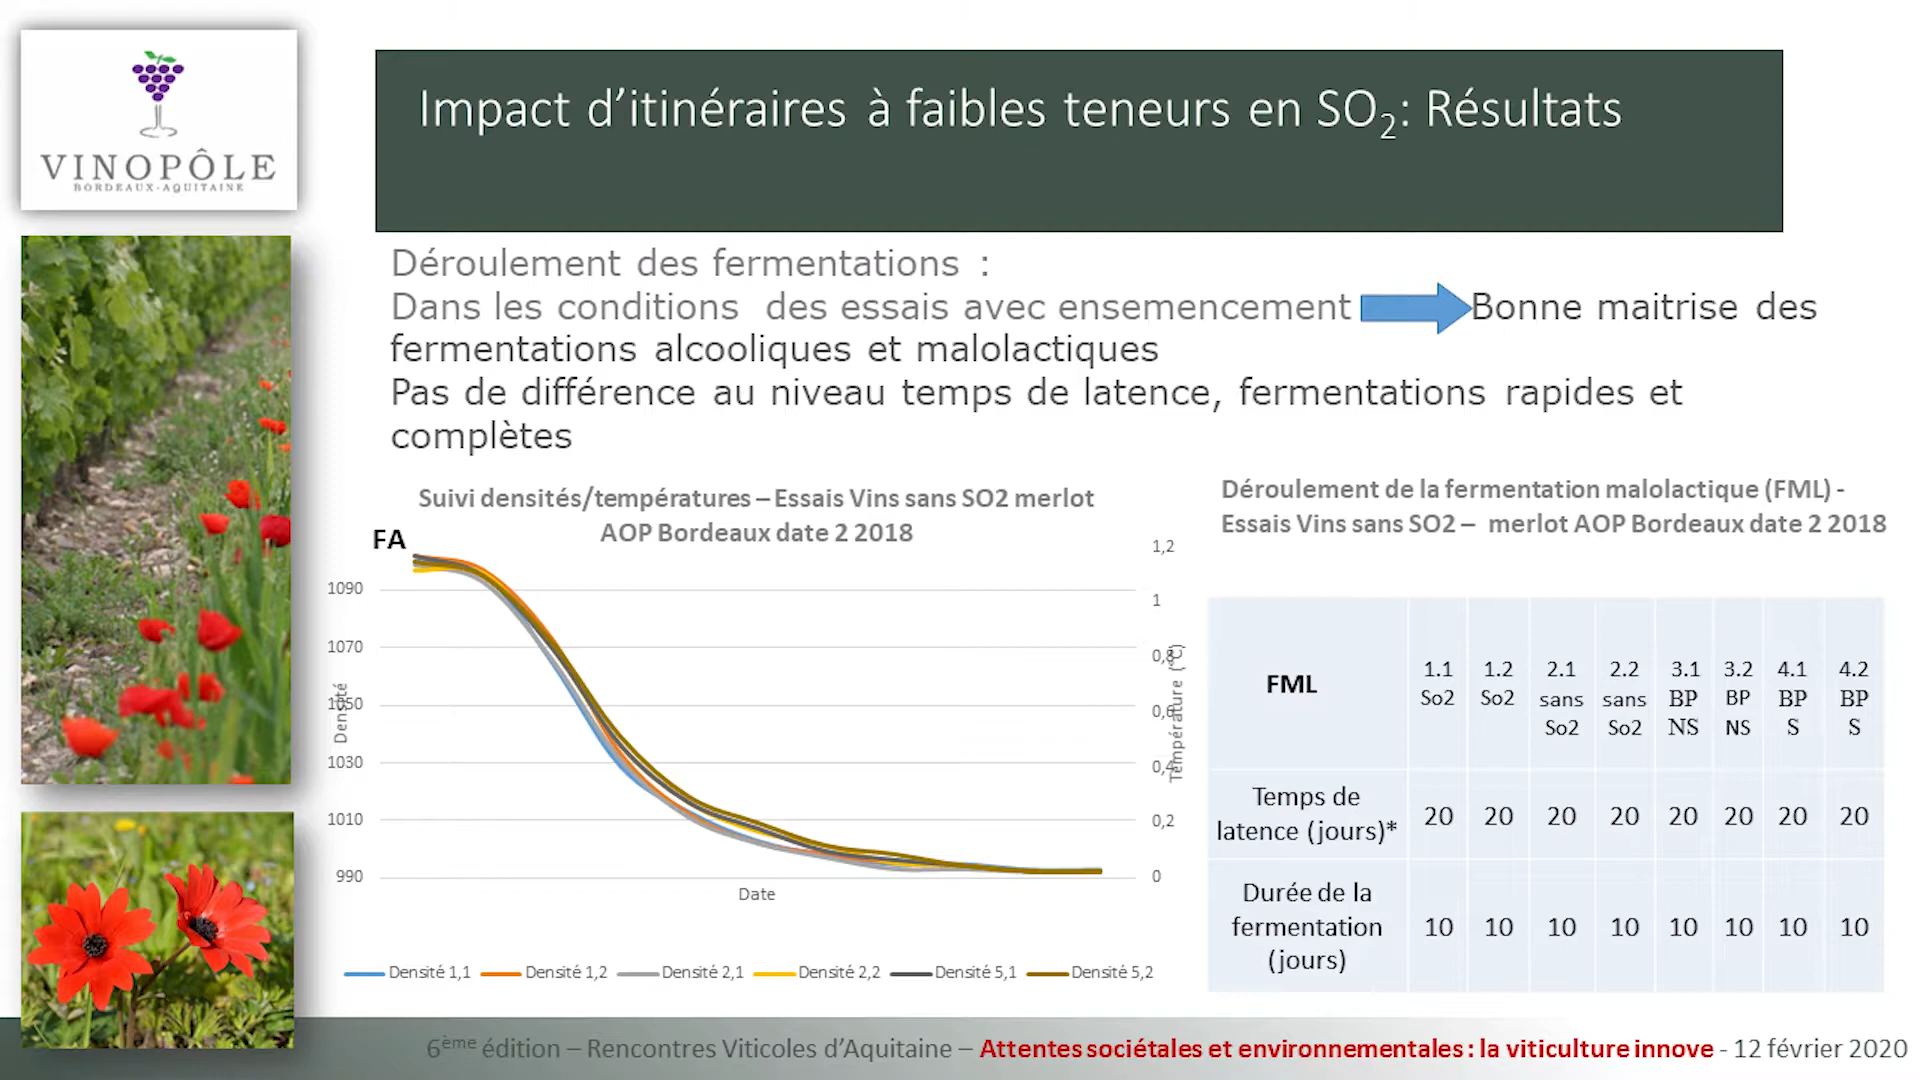 VINOPÔLE
BORDEAUX-AQUITAINE
Impact d’itinéraires à faibles teneurs en SO2: Résultats
Déroulement des fermentations :
Dans les conditions des essais avec ensemencement Bonne maitrise des
fermentations alcooliques et malolactiques
Pas de différence au niveau temps de latence, fermentations rapides et
complètes
Suivi densités/températures – Essais Vins sans SO2 merlot
AOP Bordeaux date 2 2018
FA
1090
1070
1050
1030
1010
990
Densité
1,2
1
0,8
0,6
0,4
0,2
0
Température (°C)
Date
Densité 1,1 Densité 1,2 Densité 2,1 Densité 2,2 Densité 5,1 Densité 5,2
Déroulement de la fermentation malolactique (FML) -
Essais Vins sans SO2 – merlot AOP Bordeaux date 2 2018
FML
1.1 So2
1.2 So2
2.1 sans So2
2.2 sans So2
3.1 BP NS
3.2 BP NS
4.1 BP S
4.2 BP S
Temps de
latence (jours)*
20 20 20 20 20 20 20 20
Durée de la
fermentation
(jours)
10 10 10 10 10 10 10 10
6ème édition – Rencontres Viticoles d’Aquitaine – Attentes sociétales et environnementales : la viticulture innove - 12 février 2020